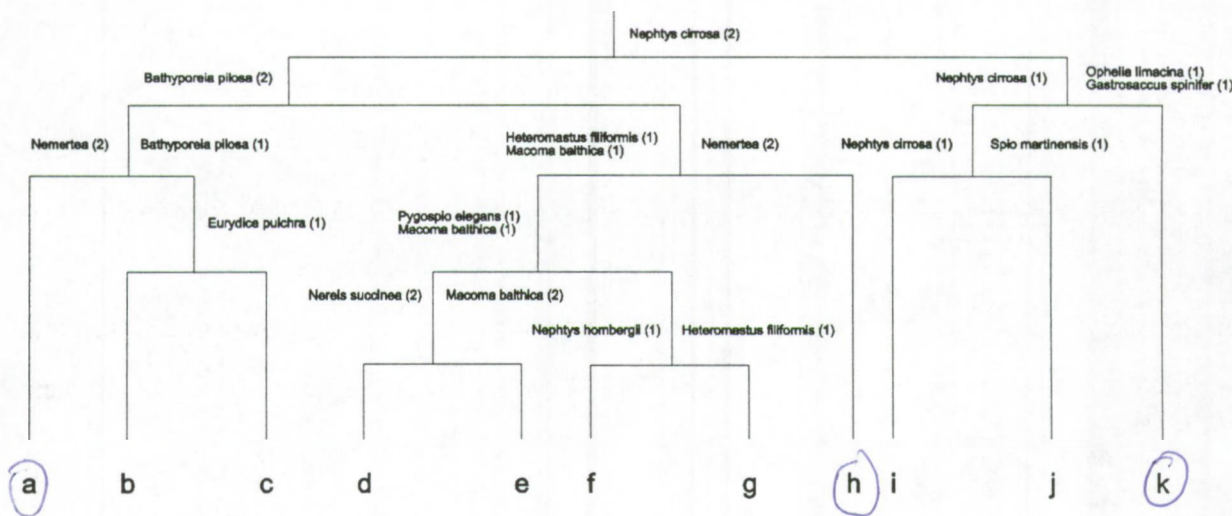 Nephtys cirrosa (2)
Bathyporeia pilosa (2)
Nephtys cirrosa (1)
Ophelia limacina (1)
Gastrosaccus spinifer (1)
Nemertea (2)
Bathyporeia pilosa (1)
Heteromastus filiformis (1)
Macoma balthica (1)
Nemertea (2)
Nephtys cirrosa (1)
Spio martinensis (1)
Eurydice pulchra (1)
Pygospio elegans (1)
Macoma balthica (1)
Nereis succinea (2)
Macoma balthica (2)
Nephtys hombergii (1)
Heteromastus filiformis (1)
a b c d e f g h i j k